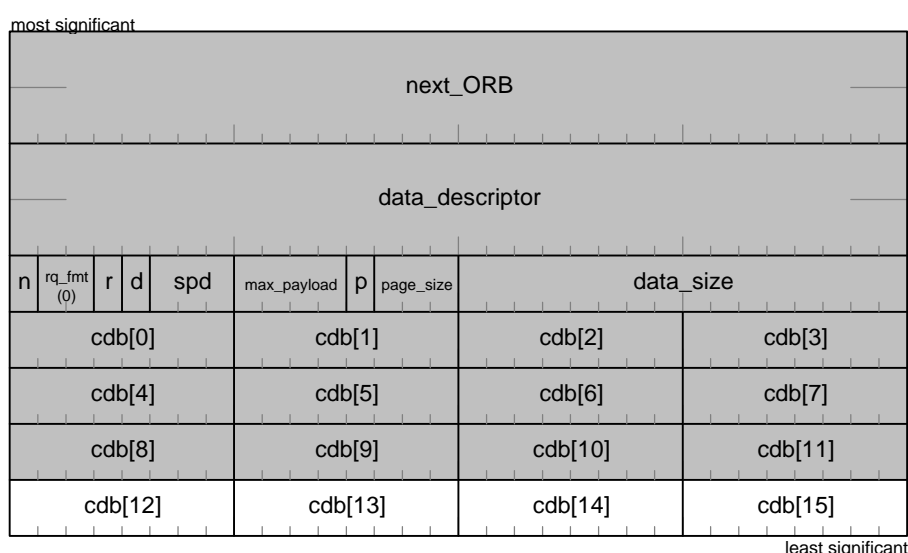 most significant
next_ORB
data_descriptor
n rq_fmt (0) r d spd max_payload p page_size data_size
cdb[0] cdb[1] cdb[2] cdb[3]
cdb[4] cdb[5] cdb[6] cdb[7]
cdb[8] cdb[9] cdb[10] cdb[11]
cdb[12] cdb[13] cdb[14] cdb[15]
least significant